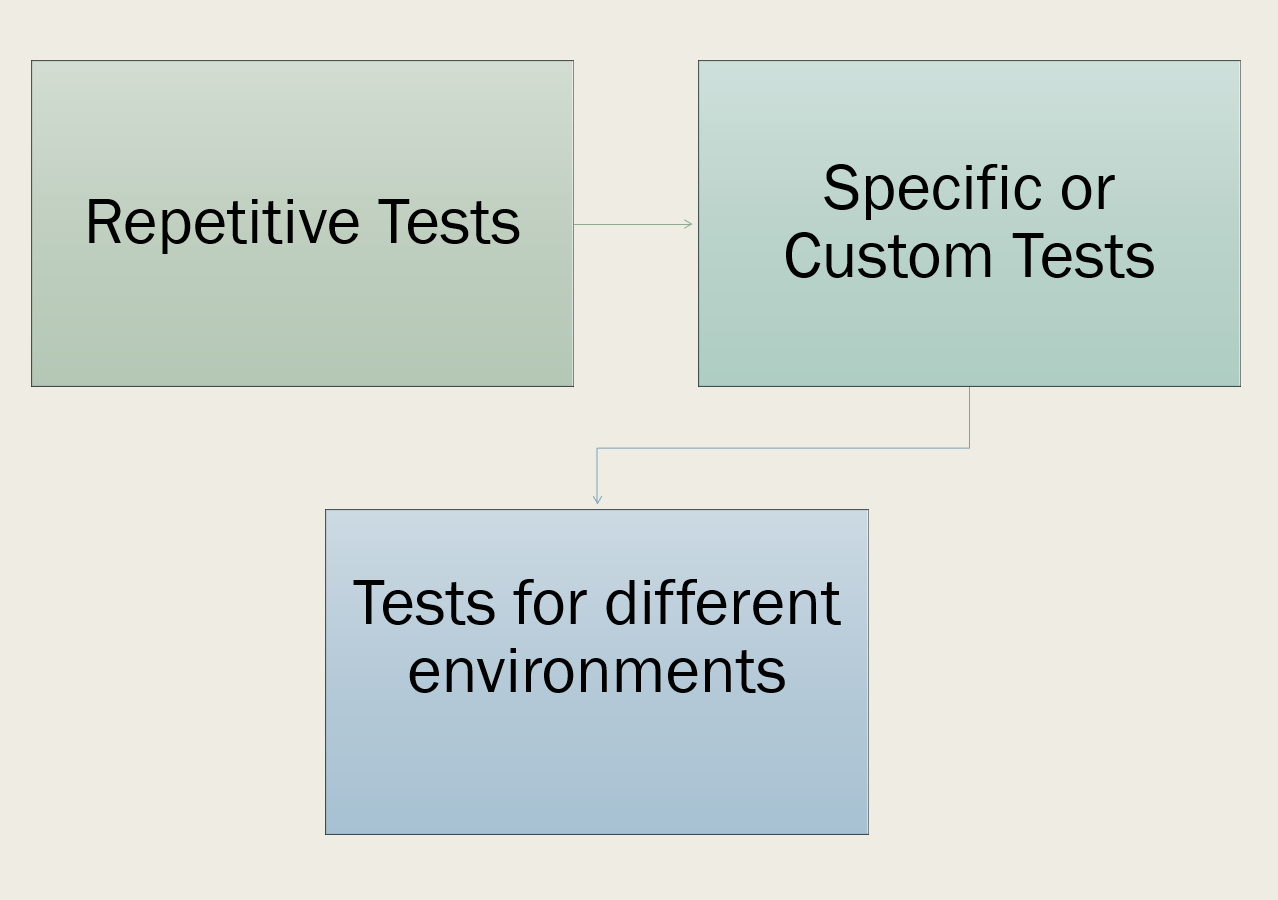 Repetitive Tests
Specific or
Custom Tests
Tests for different
environments